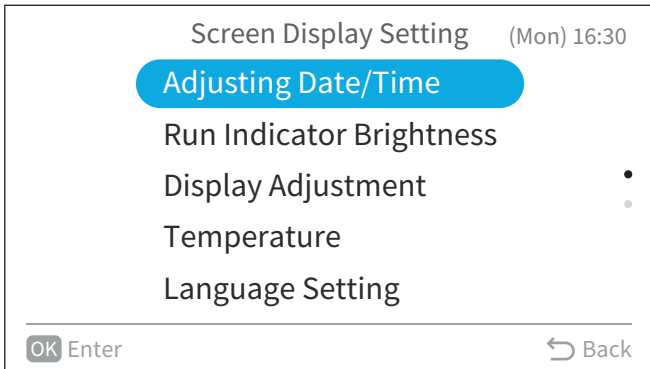 Screen Display Setting (Mon) 16:30
Adjusting Date/Time
Run Indicator Brightness
Display Adjustment
Temperature
Language Setting
OK Enter Back